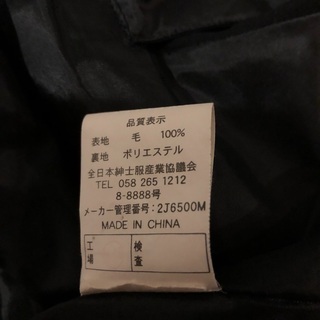 品質表示
表地 毛 100%
裏地 ポリエステル
全日本紳士服産業協議会
TEL 058 265 1212
8-8888号
メーカー管理番号:2J6500M
MADE IN CHINA
工場 検査